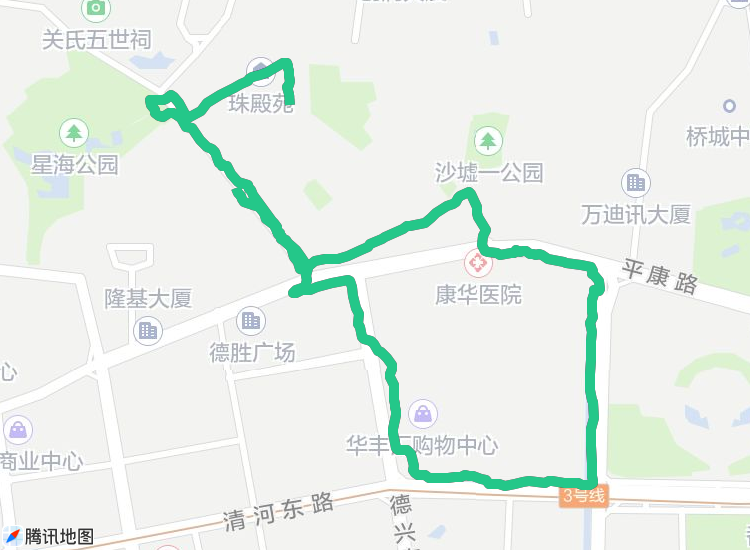 关氏五世祠
珠殿苑
星海公园
沙墟一公园
桥城中
万迪讯大厦
平康路
隆基大厦
康华医院
德胜广场
心
华丰 购物中心
商业中心
3号线
清河东路
德兴
腾讯地图